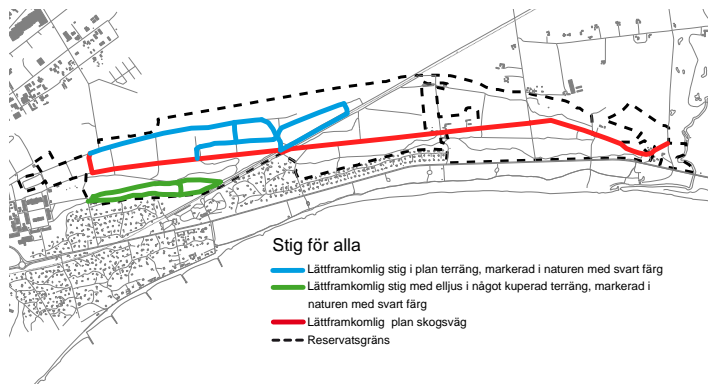 Stig för alla
Lättframkomlig stig i plan terräng, markerad i naturen med svart färg
Lättframkomlig stig med elljus i något kuperad terräng, markerad i
naturen med svart färg
Lättframkomlig plan skogsväg
Reservatsgräns